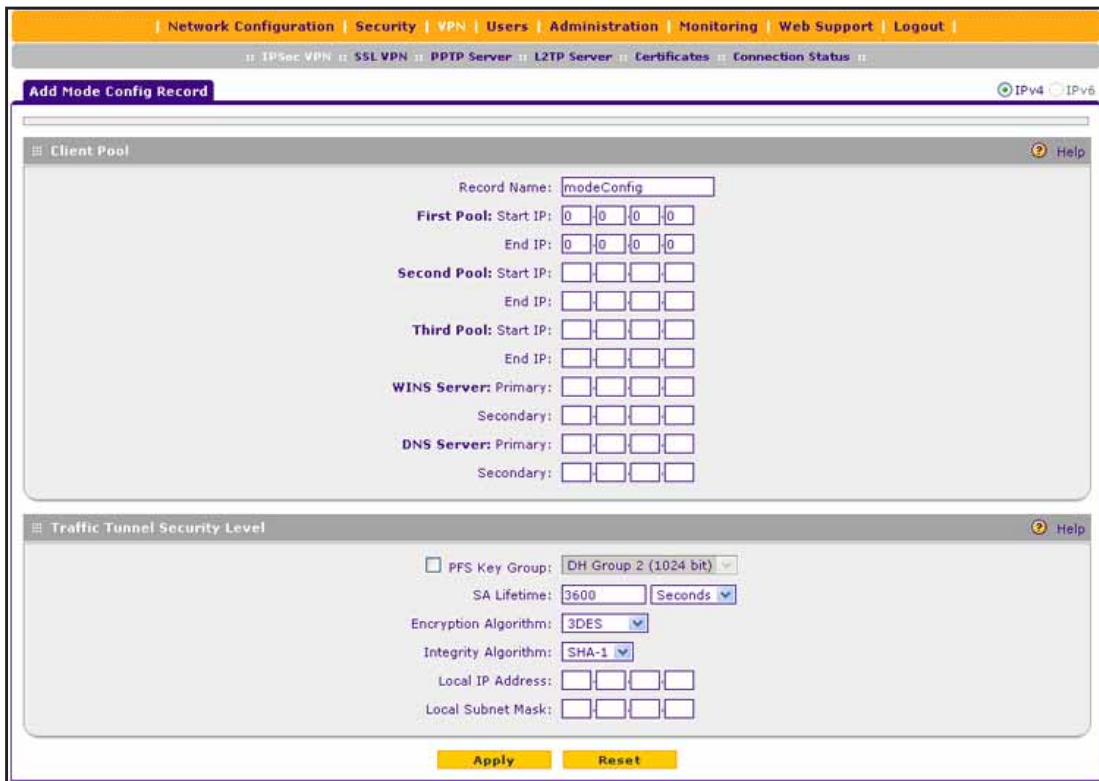 | Network Configuration | Security | VPN | Users | Administration | Monitoring | Web Support | Logout |
:: IPSec VPN :: SSL VPN :: PPTP Server :: L2TP Server :: Certificates :: Connection Status ::
Add Mode Config Record IPv4 IPv6
Client Pool Help
Record Name: modeConfig
First Pool: Start IP: 0 . 0 . 0 . 0
End IP: 0 . 0 . 0 . 0
Second Pool: Start IP: . . .
End IP: . . .
Third Pool: Start IP: . . .
End IP: . . .
WINS Server: Primary: . . .
Secondary: . . .
DNS Server: Primary: . . .
Secondary: . . .
Traffic Tunnel Security Level Help
PFS Key Group: DH Group 2 (1024 bit)
SA Lifetime: 3600 Seconds
Encryption Algorithm: 3DES
Integrity Algorithm: SHA-1
Local IP Address: . . .
Local Subnet Mask: . . .
Apply Reset